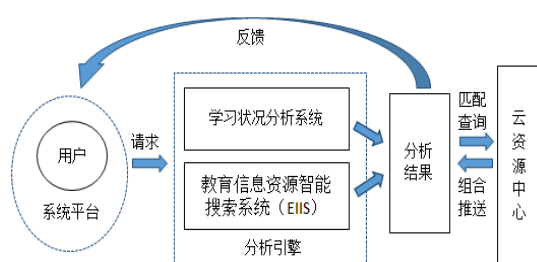 反馈
用户
系统平台
请求
学习状况分析系统
教育信息资源智能
搜索系统（EIIS）
分析引擎
分析
结果
匹配
查询
组合
推送
云
资
源
中
心